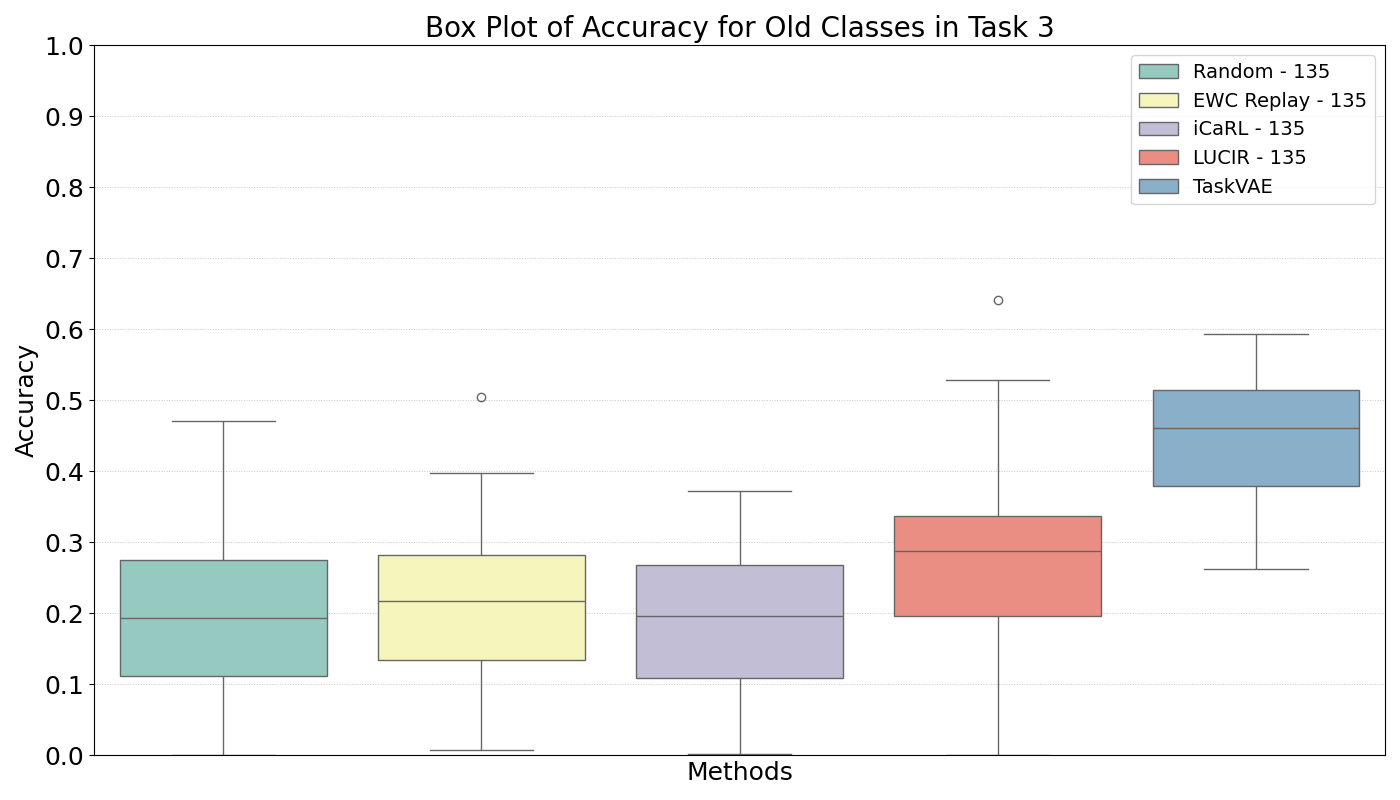 Box Plot of Accuracy for Old Classes in Task 3
1.0
0.9
0.8
0.7
0.6
0.5
0.4
0.3
0.2
0.1
0.0
Accuracy
Methods
Random - 135
EWC Replay - 135
iCaRL - 135
LUCIR - 135
TaskVAE